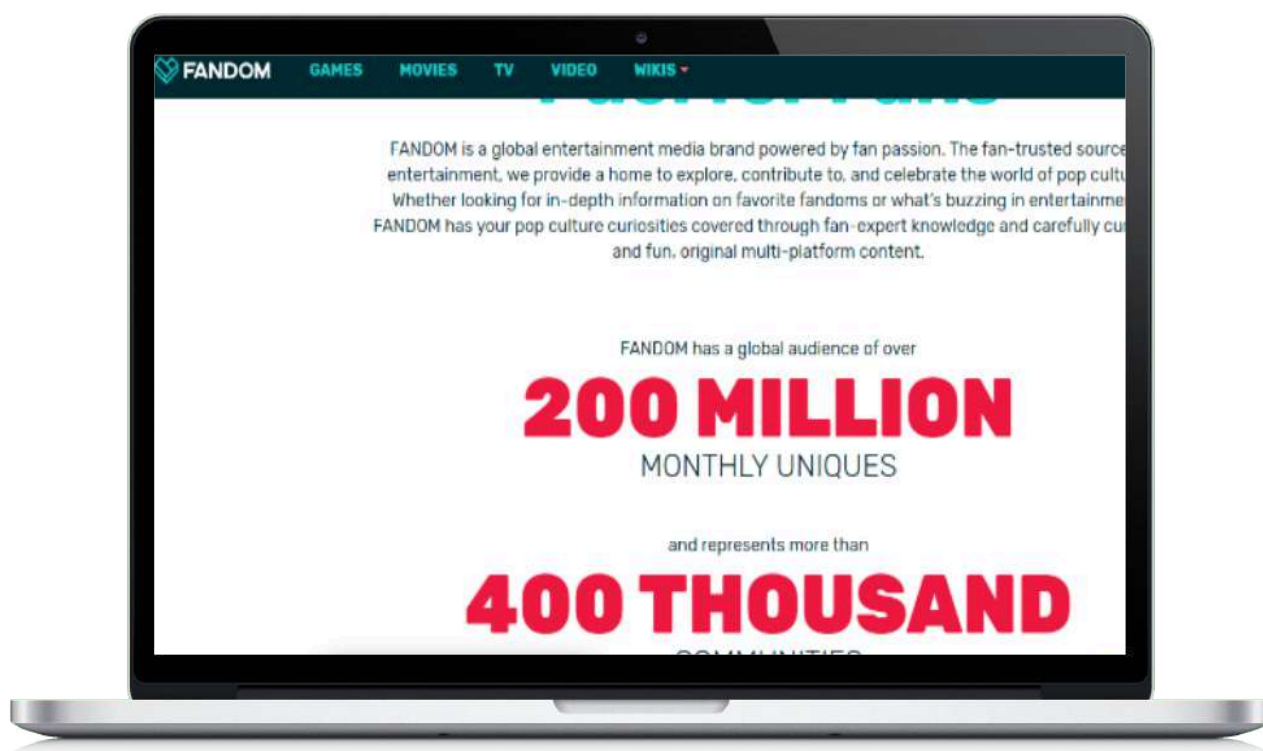 FANDOM GAMES MOVIES TV VIDEO WIKIS
FANDOM is a global entertainment media brand powered by fan passion. The fan-trusted source
entertainment, we provide a home to explore, contribute to, and celebrate the world of pop cultu
Whether looking for in-depth information on favorite fandoms or what's buzzing in entertainme
FANDOM has your pop culture curiosities covered through fan-expert knowledge and carefully cu
and fun, original multi-platform content.
FANDOM has a global audience of over
200 MILLION
MONTHLY UNIQUES
and represents more than
400 THOUSAND
COMMUNITIES